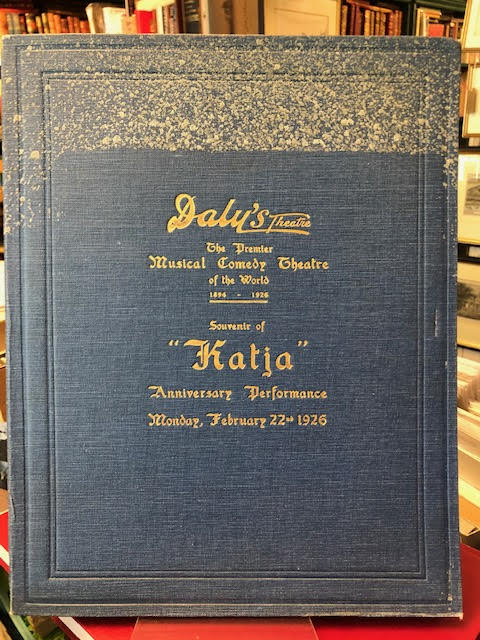 Daly's Theatre
The Premier
Musical Comedy Theatre
of the World
1894 - 1926
Souvenir of
"Katja"
Anniversary Performance
Monday, February 22nd 1926